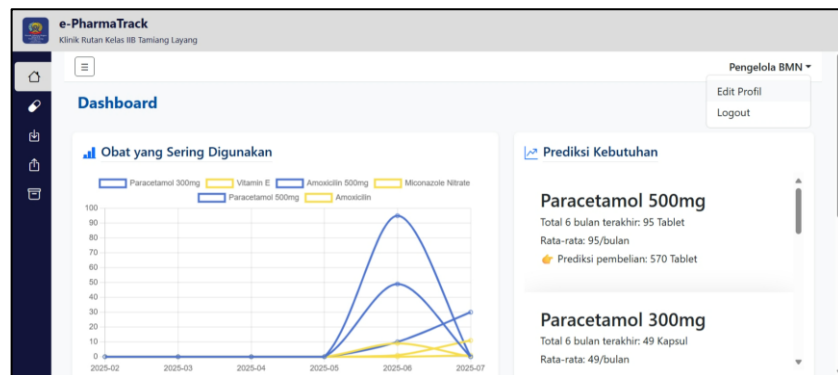 e-PharmaTrack
Klinik Rutan Kelas IIB Tamiang Layang
Pengelola BMN
Edit Profil
Logout
Dashboard
Obat yang Sering Digunakan
Paracetamol 300mg Vitamin E Amoxicilin 500mg Miconazole Nitrate
Paracetamol 500mg Amoxicilin
100
90
80
70
60
50
40
30
20
10
0
2025-02 2025-03 2025-04 2025-05 2025-06 2025-07
Prediksi Kebutuhan
Paracetamol 500mg
Total 6 bulan terakhir: 95 Tablet
Rata-rata: 95/bulan
👉 Prediksi pembelian: 570 Tablet
Paracetamol 300mg
Total 6 bulan terakhir: 49 Kapsul
Rata-rata: 49/bulan